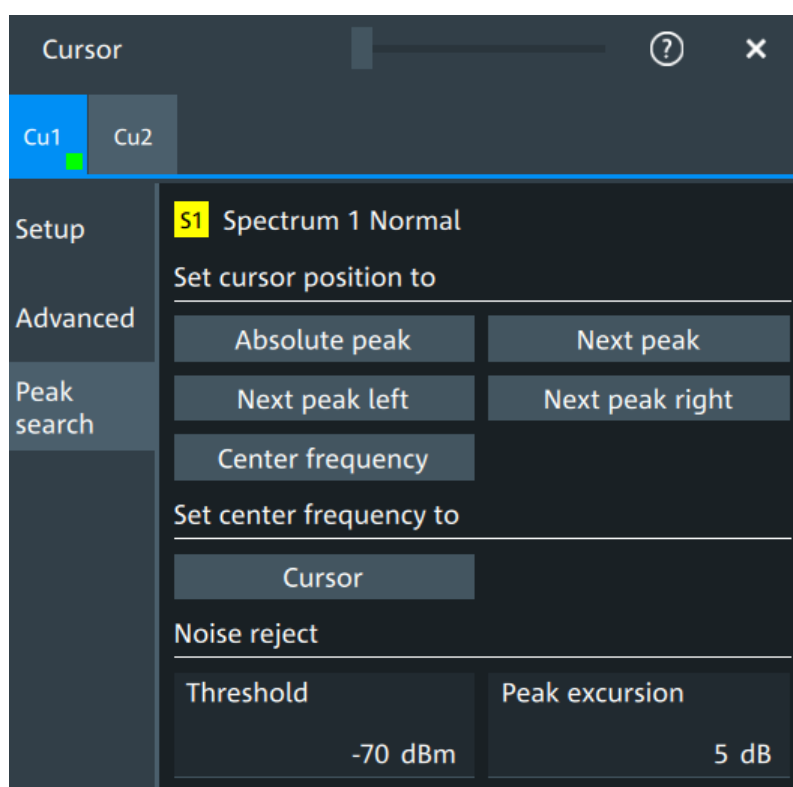 Cursor
?
Cu1 Cu2
Setup
Advanced
Peak
search
S1 Spectrum 1 Normal
Set cursor position to
Absolute peak Next peak
Next peak left Next peak right
Center frequency
Set center frequency to
Cursor
Noise reject
Threshold Peak excursion
-70 dBm 5 dB